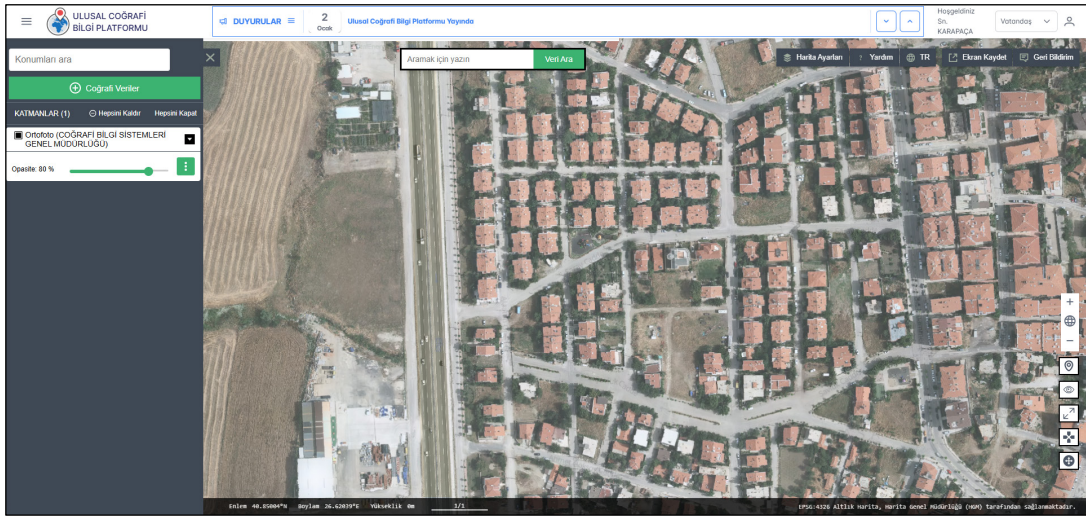 ULUSAL COĞRAFİ
BİLGİ PLATFORMU
DUYURULAR
2
Ocak
Ulusal Coğrafi Bilgi Platformu Yayında
Hoşgeldiniz
Sn.
KARAPAÇA
Vatandaş
Konumları ara
Coğrafi Veriler
KATMANLAR (1)
Hepsini Kaldır
Hepsini Kapat
Ortofoto (COĞRAFİ BİLGİ SİSTEMLERİ
GENEL MÜDÜRLÜĞÜ)
Opasite: 80 %
Aramak için yazın
Veri Ara
Harita Ayarları
? Yardım
TR
Ekran Kaydet
Geri Bildirim
Enlem 40.85004°N Boylam 26.62039°E Yükseklik 0m 1/1
EPSG:4326 Altlık Harita, Harita Genel Müdürlüğü (HGM) tarafından sağlanmaktadır.